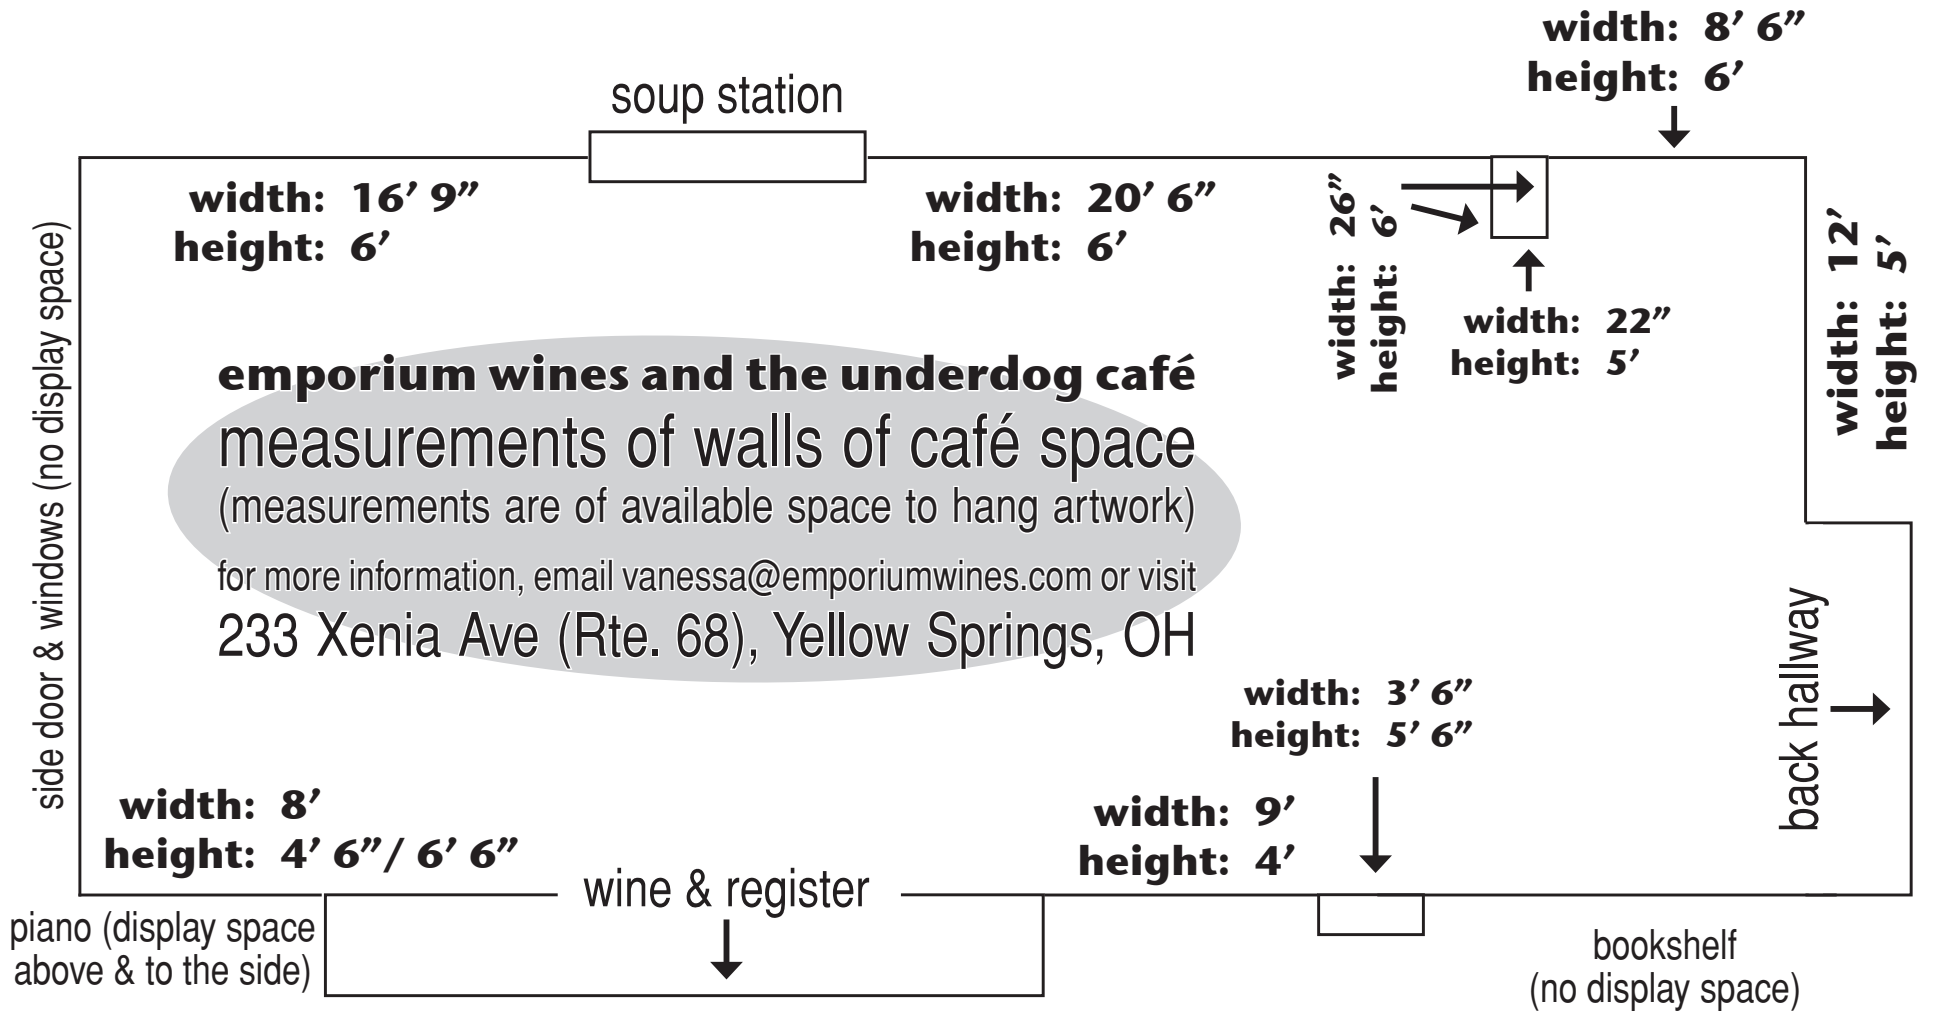 width: 8’ 6”
height: 6’
soup station
width: 16’ 9”
height: 6’
width: 20’ 6”
height: 6’
width: 26”
height: 6’
width: 22”
height: 5’
width: 12’
height: 5’
side door & windows (no display space)
emporium wines and the underdog café
measurements of walls of café space
(measurements are of available space to hang artwork)
for more information, email vanessa@emporiumwines.com or visit
233 Xenia Ave (Rte. 68), Yellow Springs, OH
width: 3’ 6”
height: 5’ 6”
back hallway
width: 8’
height: 4’ 6”/ 6’ 6”
width: 9’
height: 4’
wine & register
piano (display space
above & to the side)
bookshelf
(no display space)